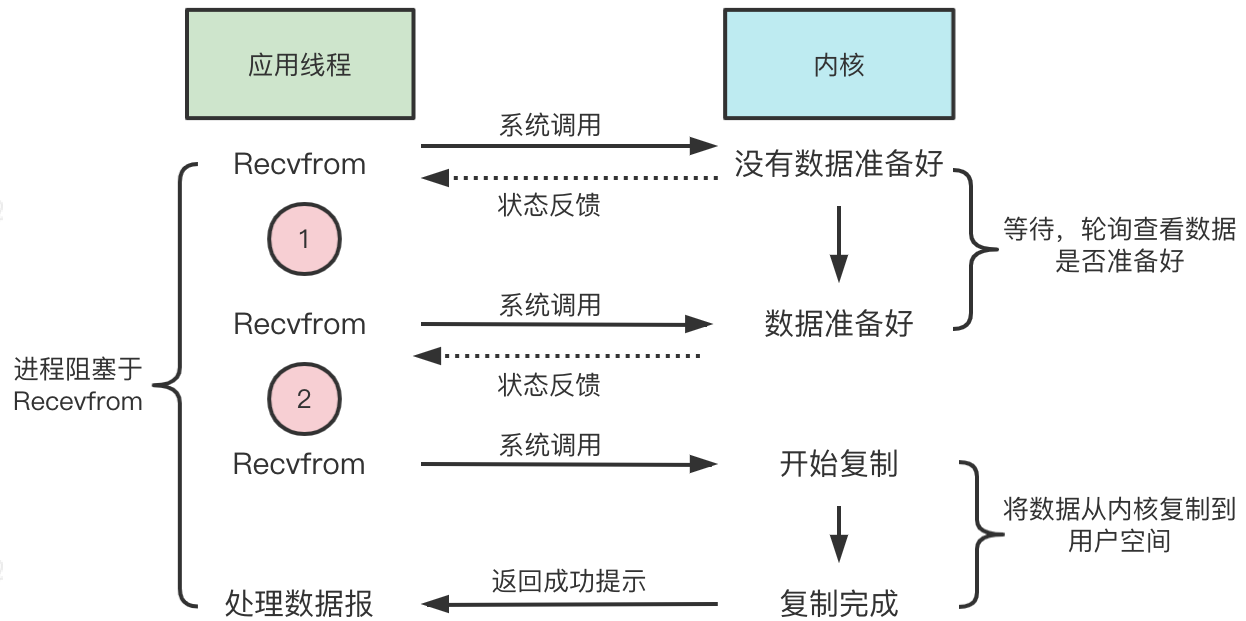 应用线程
内核
系统调用
Recvfrom
没有数据准备好
状态反馈
1
等待，轮询查看数据
是否准备好
系统调用
Recvfrom
数据准备好
进程阻塞于
Recevfrom
状态反馈
2
系统调用
Recvfrom
开始复制
将数据从内核复制到
用户空间
返回成功提示
处理数据报
复制完成